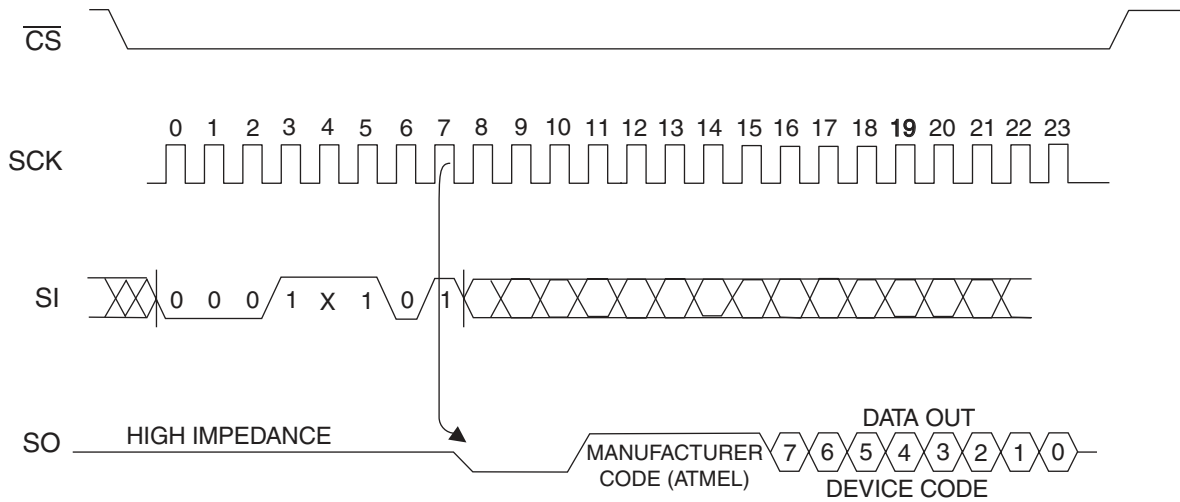 CS
0 1 2 3 4 5 6 7 8 9 10 11 12 13 14 15 16 17 18 19 20 21 22 23
SCK
SI 0 0 0 1 X 1 0 1
DATA OUT
SO HIGH IMPEDANCE
MANUFACTURER
CODE (ATMEL)
7 6 5 4 3 2 1 0
DEVICE CODE